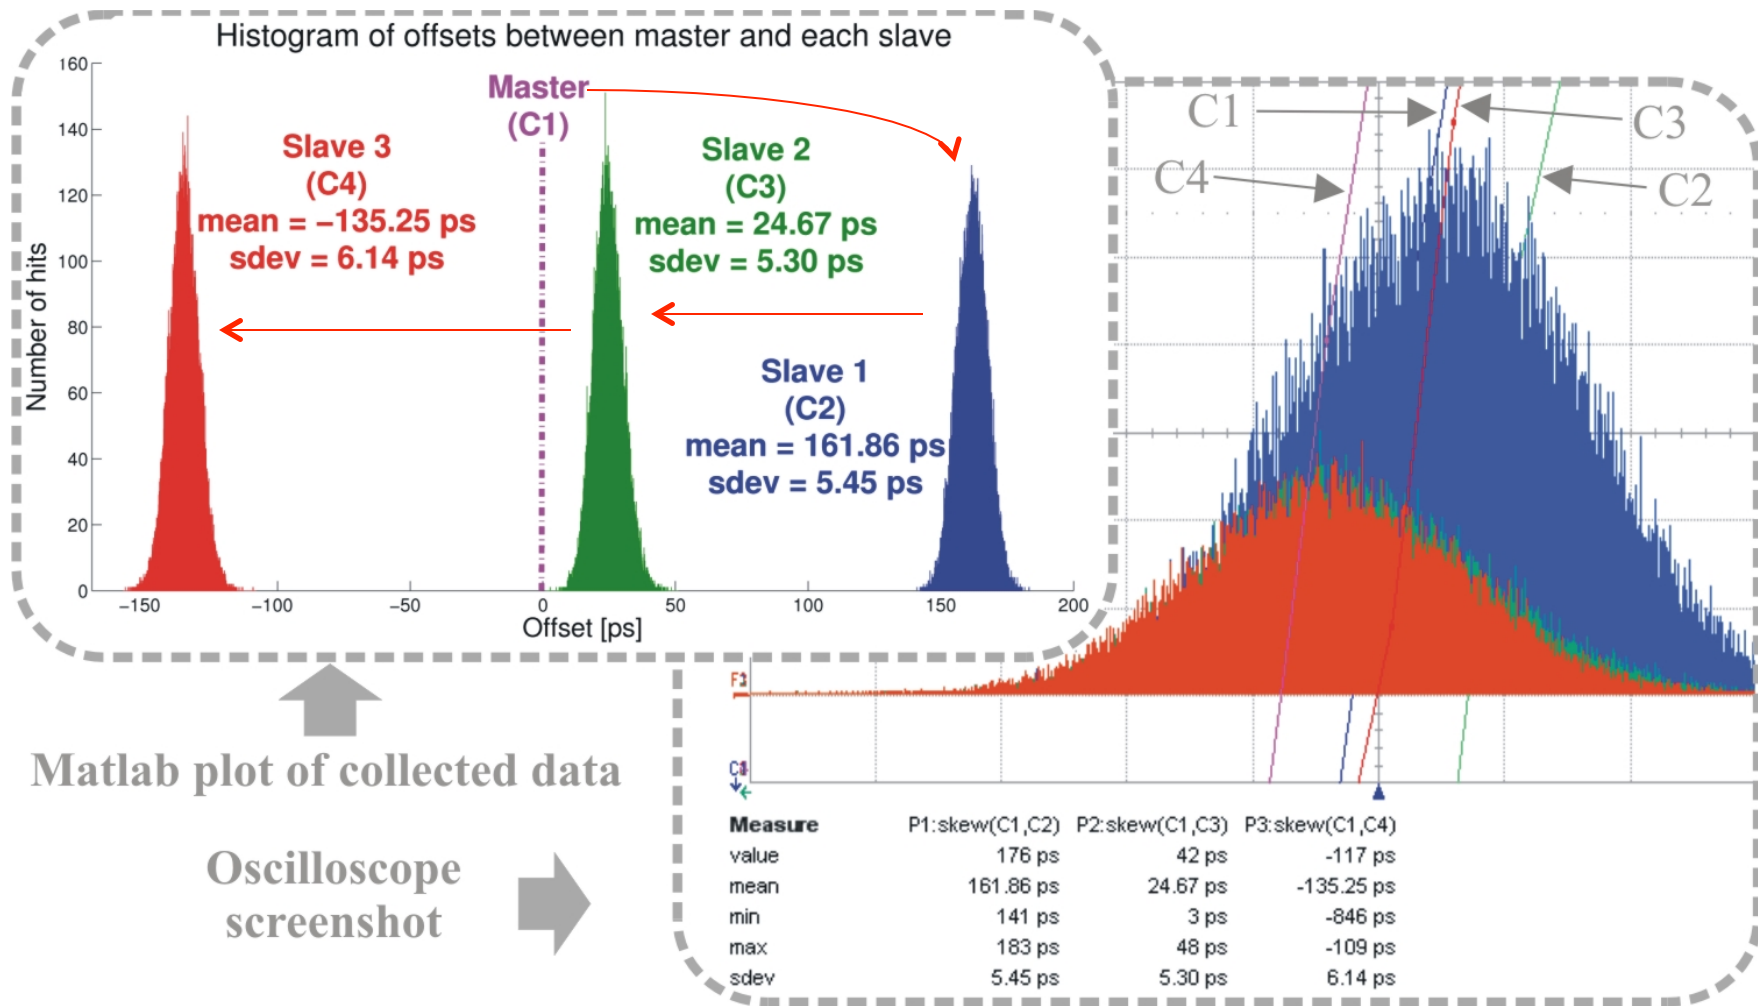 Histogram of offsets between master and each slave
160
140
120
100
80
60
40
20
0
Number of hits
−150
−100
−50
0
50
100
150
200
Offset [ps]
Master
(C1)
Slave 3
(C4)
mean = −135.25 ps
sdev = 6.14 ps
Slave 2
(C3)
mean = 24.67 ps
sdev = 5.30 ps
Slave 1
(C2)
mean = 161.86 ps
sdev = 5.45 ps
C1
C3
C4
C2
Matlab plot of collected data
Oscilloscope
screenshot
Measure P1:skew(C1,C2) P2:skew(C1,C3) P3:skew(C1,C4)
value 176 ps 42 ps -117 ps
mean 161.86 ps 24.67 ps -135.25 ps
min 141 ps 3 ps -846 ps
max 183 ps 48 ps -109 ps
sdev 5.45 ps 5.30 ps 6.14 ps